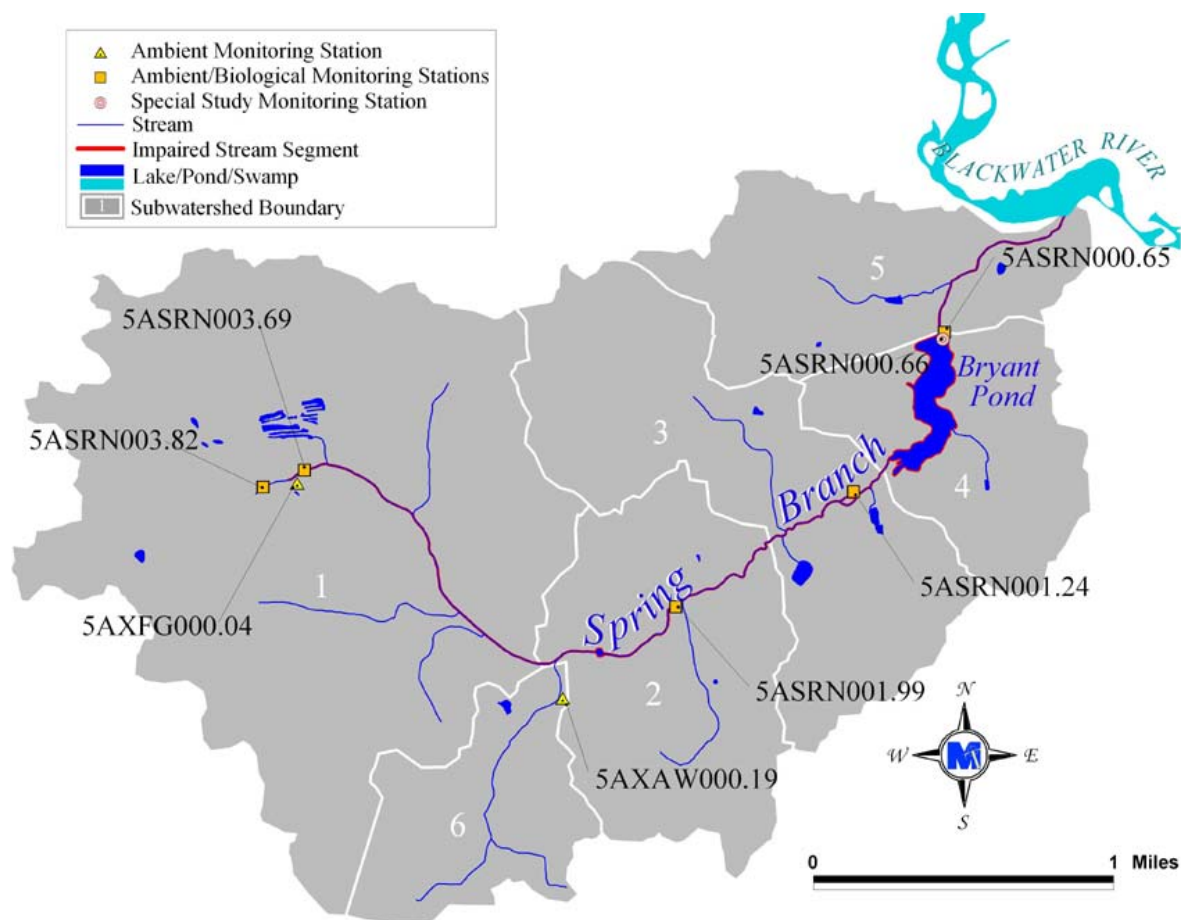 Ambient Monitoring Station
Ambient/Biological Monitoring Stations
Special Study Monitoring Station
Stream
Impaired Stream Segment
Lake/Pond/Swamp
1 Subwatershed Boundary
BLACKWATER RIVER
5
5ASRN000.65
5ASRN003.69
5ASRN000.66
Bryant
Pond
5ASRN003.82
3
4
Spring Branch
5ASRN001.24
1
5AXFG000.04
2
5ASRN001.99
5AXAW000.19
6
N
W
E
S
M
0 1 Miles